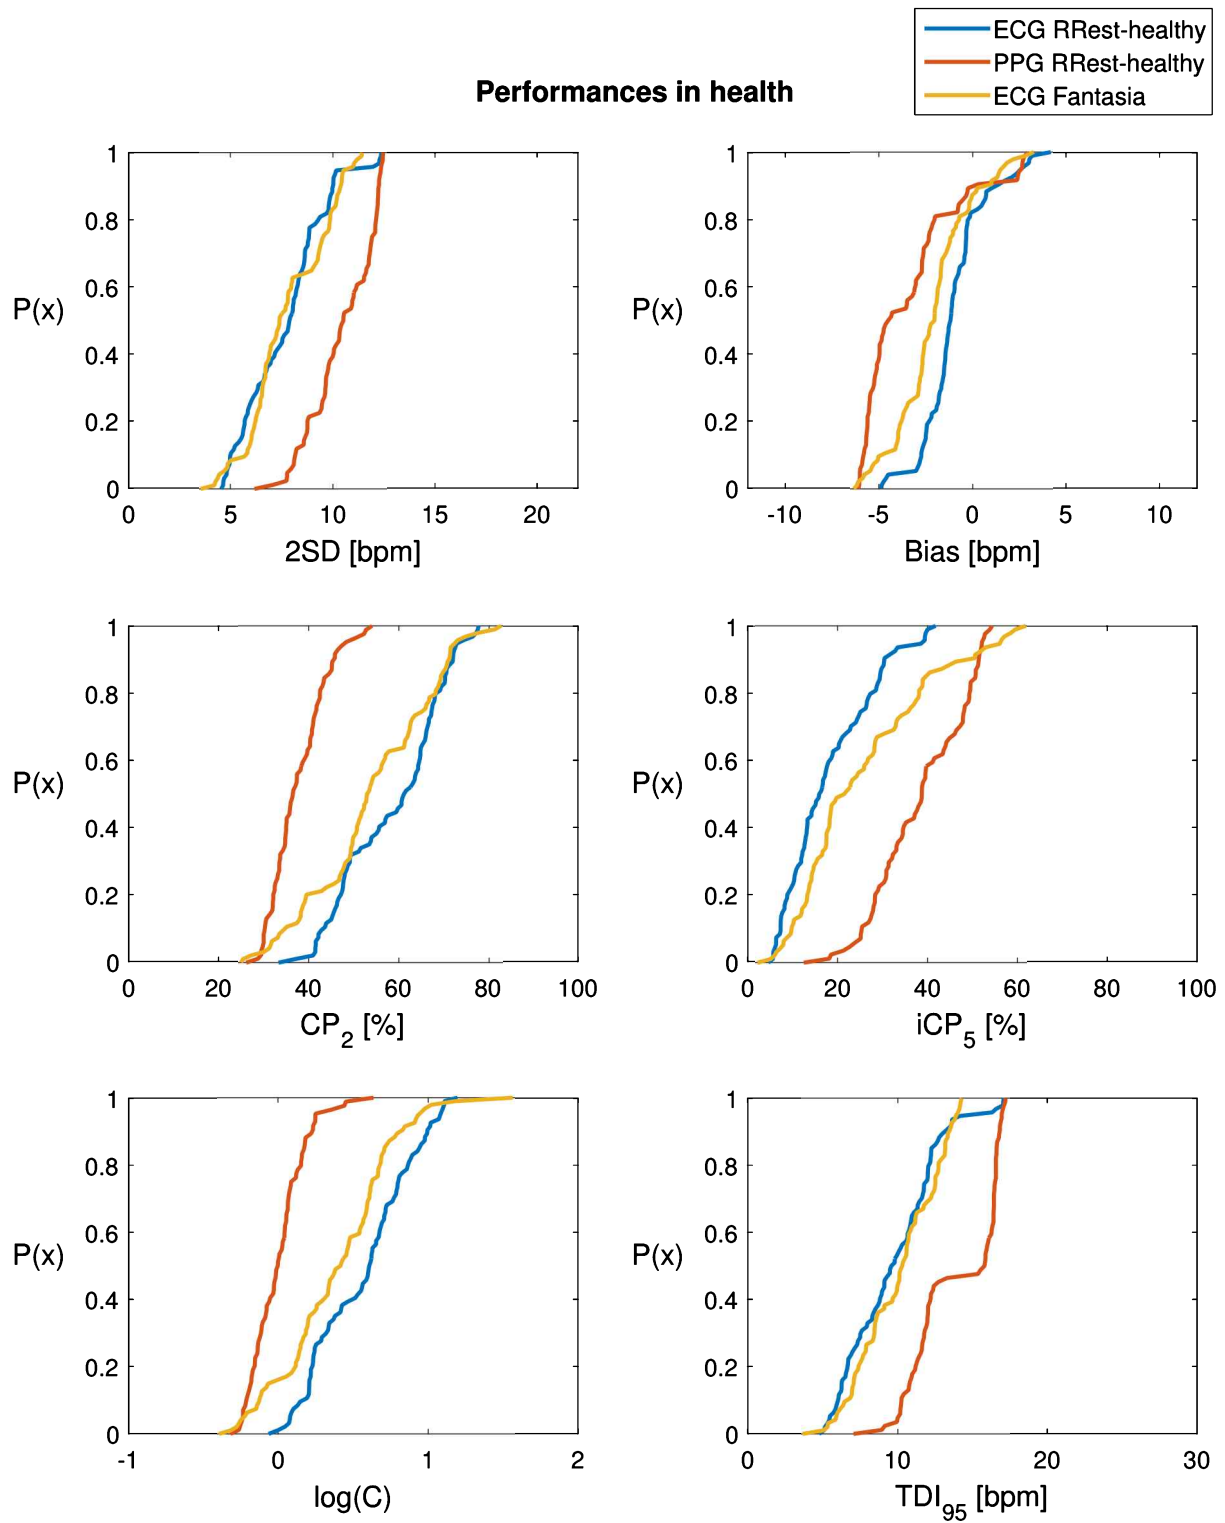 ECG RRest-healthy
PPG RRest-healthy
ECG Fantasia
Performances in health
1
0.8
0.6
P(x)
0.4
0.2
0
0 5 10 15 20
2SD [bpm]
1
0.8
0.6
P(x)
0.4
0.2
0
-10 -5 0 5 10
Bias [bpm]
1
0.8
0.6
P(x)
0.4
0.2
0
0 20 40 60 80 100
CP2 [%]
1
0.8
0.6
P(x)
0.4
0.2
0
0 20 40 60 80 100
iCP5 [%]
1
0.8
0.6
P(x)
0.4
0.2
0
-1 0 1 2
log(C)
1
0.8
0.6
P(x)
0.4
0.2
0
0 10 20 30
TDI95 [bpm]